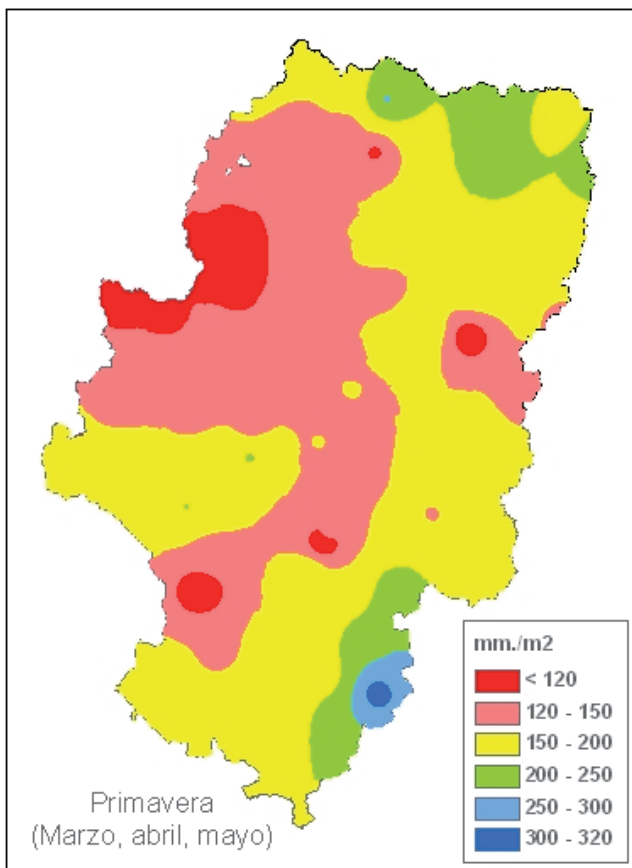 mm./m2
< 120
120 - 150
150 - 200
200 - 250
250 - 300
300 - 320
Primavera
(Marzo, abril, mayo)